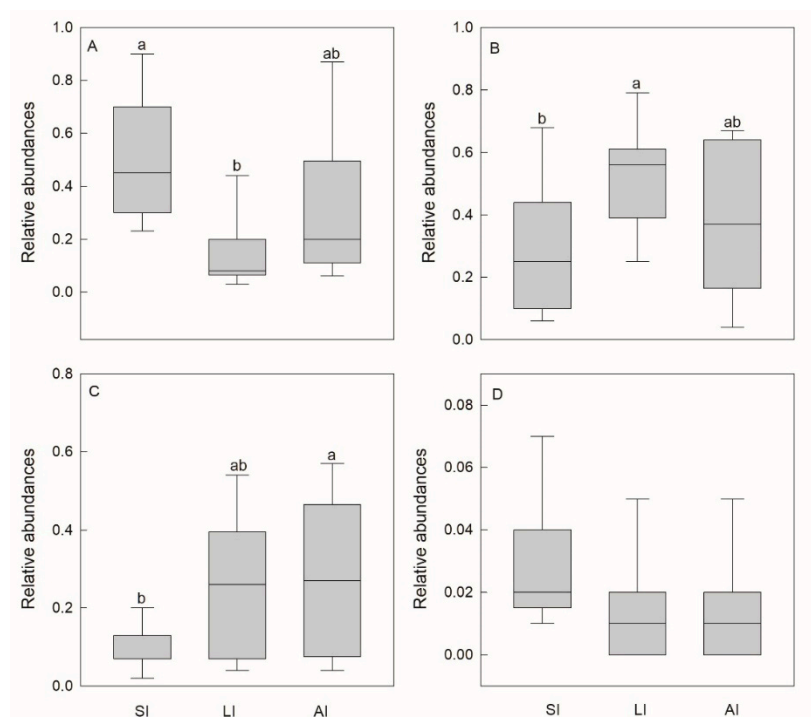 A
Relative abundances
1.0
0.8
0.6
0.4
0.2
0.0
a
b
ab
B
Relative abundances
1.0
0.8
0.6
0.4
0.2
0.0
b
a
ab
C
Relative abundances
0.8
0.6
0.4
0.2
0.0
b
ab
a
SI LI AI
D
Relative abundances
0.08
0.06
0.04
0.02
0.00
SI LI AI